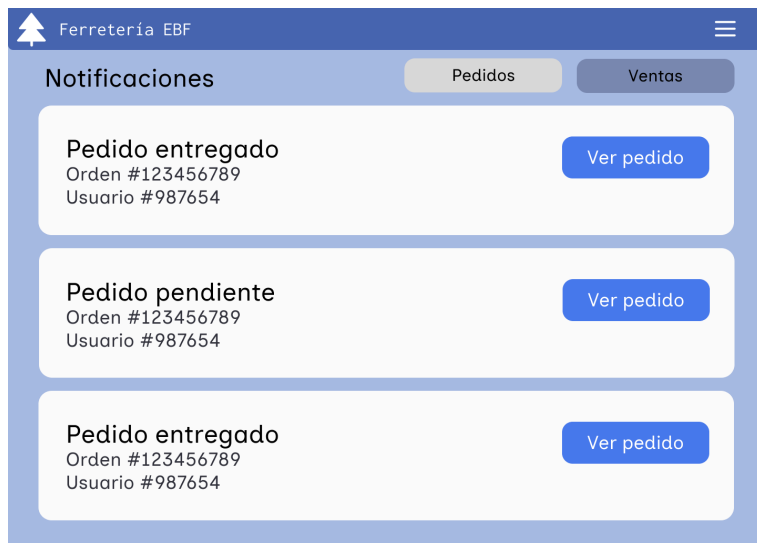 Ferretería EBF
Notificaciones
Pedidos
Ventas
Pedido entregado
Orden #123456789
Usuario #987654
Ver pedido
Pedido pendiente
Orden #123456789
Usuario #987654
Ver pedido
Pedido entregado
Orden #123456789
Usuario #987654
Ver pedido